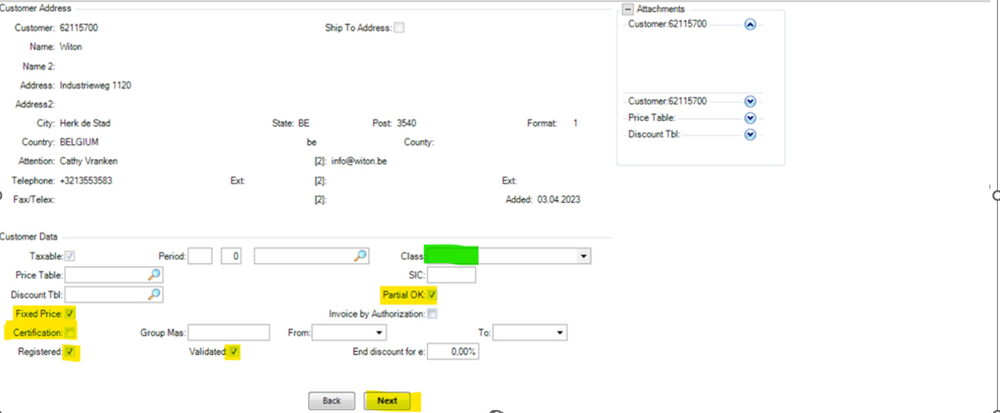 Customer Address
Customer: 62115700 Ship To Address:
Name: Witon
Name 2:
Address: Industrieweg 1120
Address2:
City: Herk de Stad State: BE Post: 3540 Format: 1
Country: BELGIUM be County:
Attention: Cathy Vranken [2]: info@witon.be
Telephone: +3213553583 Ext: [2]: Ext:
Fax/Telex: [2]: Added: 03.04.2023
Attachments
Customer:62115700
Customer:62115700
Price Table:
Discount Tbl:
Customer Data
Taxable: Period: 0 Class:
Price Table: SIC:
Discount Tbl: Partial OK:
Fixed Price: Invoice by Authorization:
Certification: Group Mas: From: To:
Registered: Validated: End discount for e: 0,00%
Back Next